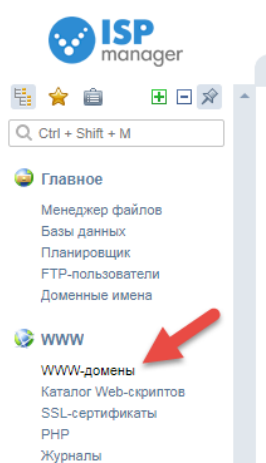 ISP
manager
Ctrl + Shift + M
Главное
Менеджер файлов
Базы данных
Планировщик
FTP-пользователи
Доменные имена
WWW
WWW-домены
Каталог Web-скриптов
SSL-сертификаты
PHP
Журналы